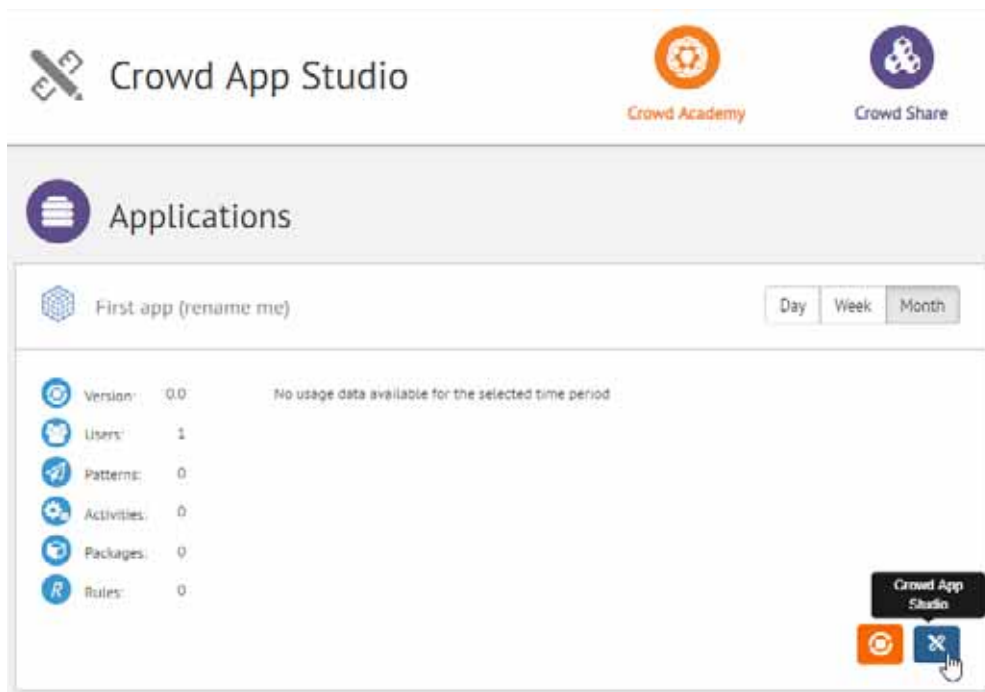 Crowd App Studio
Crowd Academy
Crowd Share
Applications
First app (rename me)
Day Week Month
Version: 0.0 No usage data available for the selected time period
Users: 1
Patterns: 0
Activities: 0
Packages: 0
R Rules: 0
Crowd App
Studio